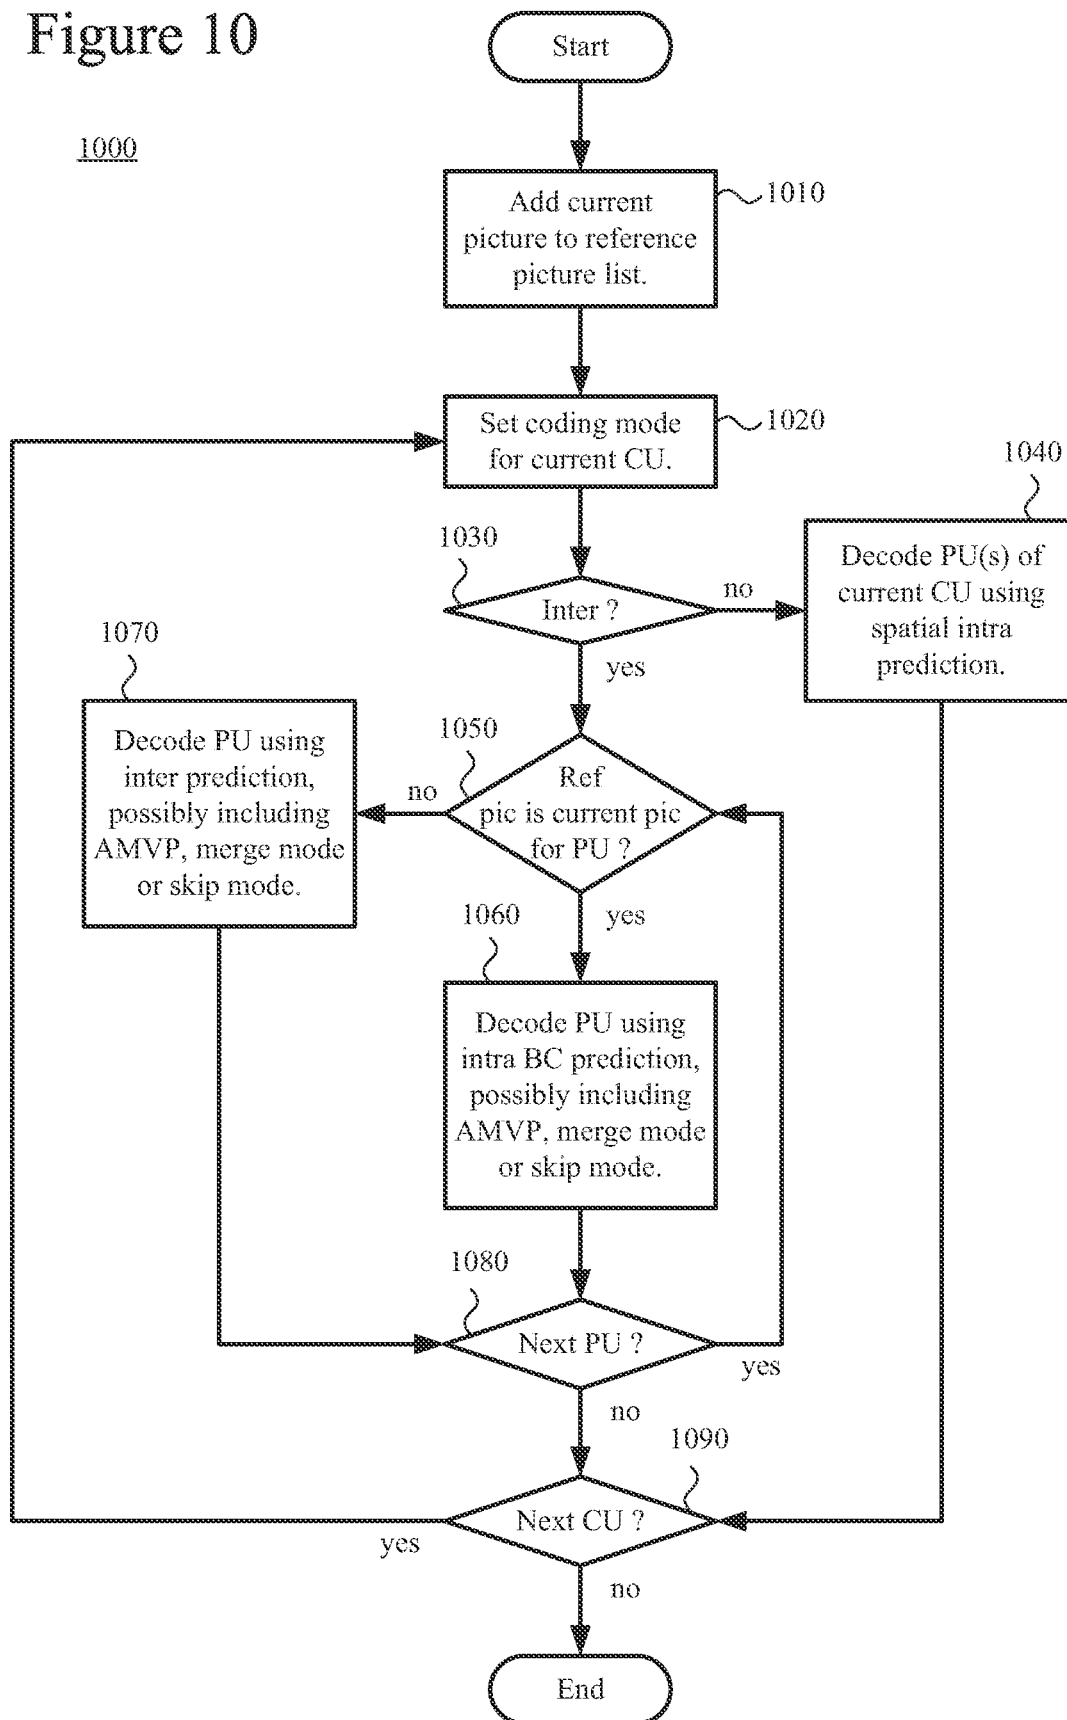 Figure 10
Start
1000
Add current
picture to reference
picture list.
1010
Set coding mode
for current CU.
1020
1040
1030
Inter ?
no
Decode PU(s) of
current CU using
spatial intra
prediction.
yes
1070
Decode PU using
inter prediction,
possibly including
AMVP, merge mode
or skip mode.
1050
Ref
pic is current pic
for PU ?
no
yes
1060
Decode PU using
intra BC prediction,
possibly including
AMVP, merge mode
or skip mode.
1080
Next PU ?
yes
no
1090
Next CU ?
yes
no
End